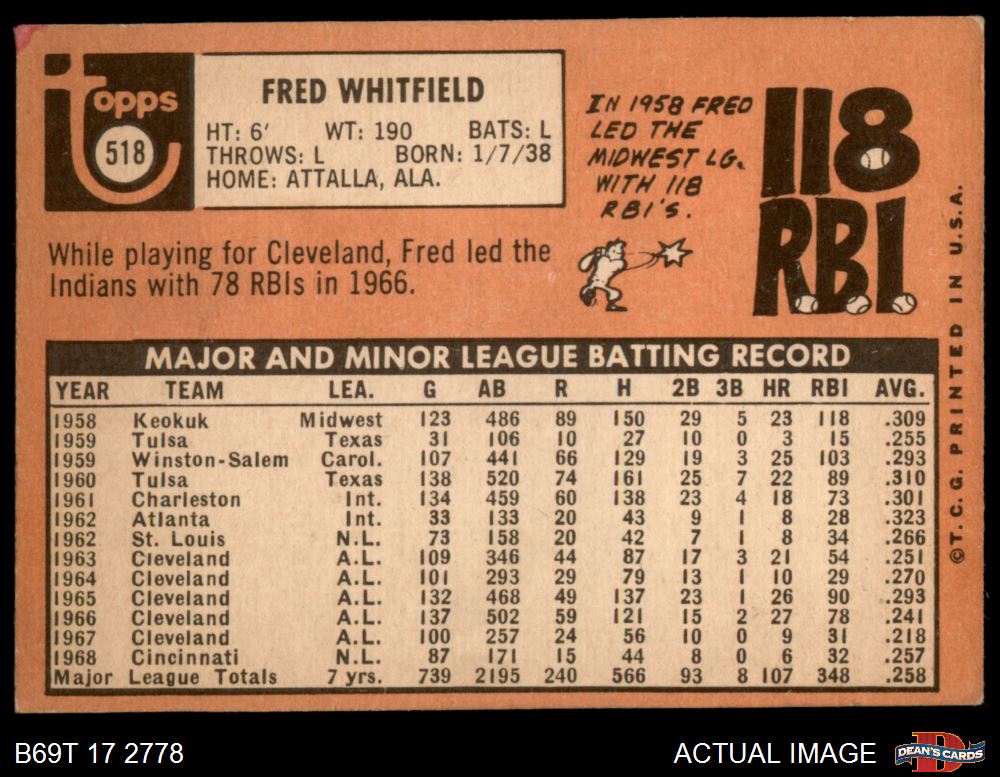 Topps
518
FRED WHITFIELD
HT: 6' WT: 190 BATS: L
THROWS: L BORN: 1/7/38
HOME: ATTALLA, ALA.
IN 1958 FRED
LED THE
MIDWEST LG.
WITH 118
RBI'S.
118
RBI
While playing for Cleveland, Fred led the
Indians with 78 RBIs in 1966.
MAJOR AND MINOR LEAGUE BATTING RECORD
YEAR TEAM LEA. G AB R H 2B 3B HR RBI AVG.
1958 Keokuk Midwest 123 486 89 150 29 5 23 118 .309
1959 Tulsa Texas 31 106 10 27 10 0 3 15 .255
1959 Winston-Salem Carol. 107 441 66 129 19 3 25 103 .293
1960 Tulsa Texas 138 520 74 161 25 7 22 89 .310
1961 Charleston Int. 134 459 60 138 23 4 18 73 .301
1962 Atlanta Int. 33 133 20 43 9 1 8 28 .323
1962 St. Louis N.L. 73 158 20 42 7 1 8 34 .266
1963 Cleveland A.L. 109 346 44 87 17 3 21 54 .251
1964 Cleveland A.L. 101 293 29 79 13 1 10 29 .270
1965 Cleveland A.L. 132 468 49 137 23 1 26 90 .293
1966 Cleveland A.L. 137 502 59 121 15 2 27 78 .241
1967 Cleveland A.L. 100 257 24 56 10 0 9 31 .218
1968 Cincinnati N.L. 87 171 15 44 8 0 6 32 .257
Major League Totals 7 yrs. 739 2195 240 566 93 8 107 348 .258
©T. C. G. PRINTED IN U.S.A.
B69T 17 2778
ACTUAL IMAGE
D
DEAN'S CARDS